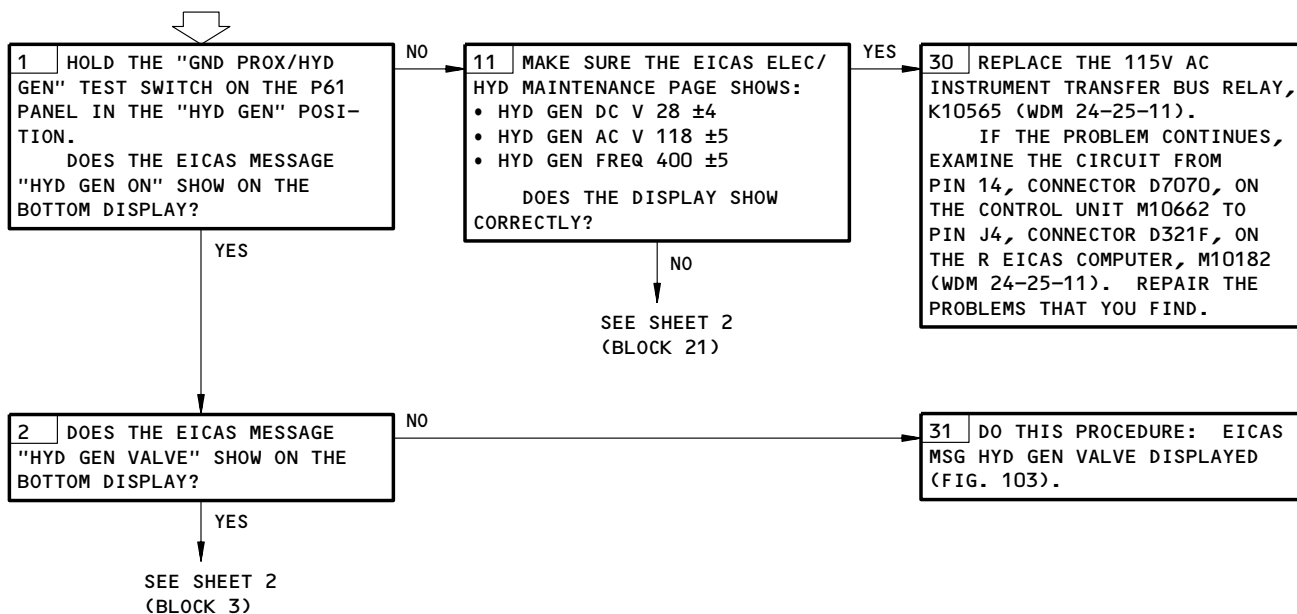 1 HOLD THE "GND PROX/HYD
GEN" TEST SWITCH ON THE P61
PANEL IN THE "HYD GEN" POSI-
TION.
DOES THE EICAS MESSAGE
"HYD GEN ON" SHOW ON THE
BOTTOM DISPLAY?
NO
YES
11 MAKE SURE THE EICAS ELEC/
HYD MAINTENANCE PAGE SHOWS:
• HYD GEN DC V 28 ±4
• HYD GEN AC V 118 ±5
• HYD GEN FREQ 400 ±5
DOES THE DISPLAY SHOW
CORRECTLY?
YES
NO
SEE SHEET 2
(BLOCK 21)
30 REPLACE THE 115V AC
INSTRUMENT TRANSFER BUS RELAY,
K10565 (WDM 24-25-11).
IF THE PROBLEM CONTINUES,
EXAMINE THE CIRCUIT FROM
PIN 14, CONNECTOR D7070, ON
THE CONTROL UNIT M10662 TO
PIN J4, CONNECTOR D321F, ON
THE R EICAS COMPUTER, M10182
(WDM 24-25-11). REPAIR THE
PROBLEMS THAT YOU FIND.
2 DOES THE EICAS MESSAGE
"HYD GEN VALVE" SHOW ON THE
BOTTOM DISPLAY?
NO
YES
SEE SHEET 2
(BLOCK 3)
31 DO THIS PROCEDURE: EICAS
MSG HYD GEN VALVE DISPLAYED
(FIG. 103).